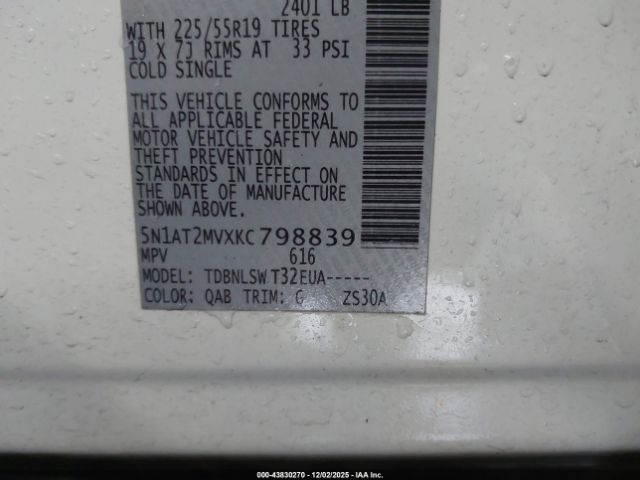 2401 LB
WITH 225/55R19 TIRES
19 X 7J RIMS AT 33 PSI
COLD SINGLE
THIS VEHICLE CONFORMS TO
ALL APPLICABLE FEDERAL
MOTOR VEHICLE SAFETY AND
THEFT PREVENTION
STANDARDS IN EFFECT ON
THE DATE OF MANUFACTURE
SHOWN ABOVE.
5N1AT2MVXKC798839
MPV 616
MODEL: TDBNLSWT32EUA-----
COLOR: QAB TRIM: G ZS30A
000-43830270 - 12/02/2025 - IAA Inc.